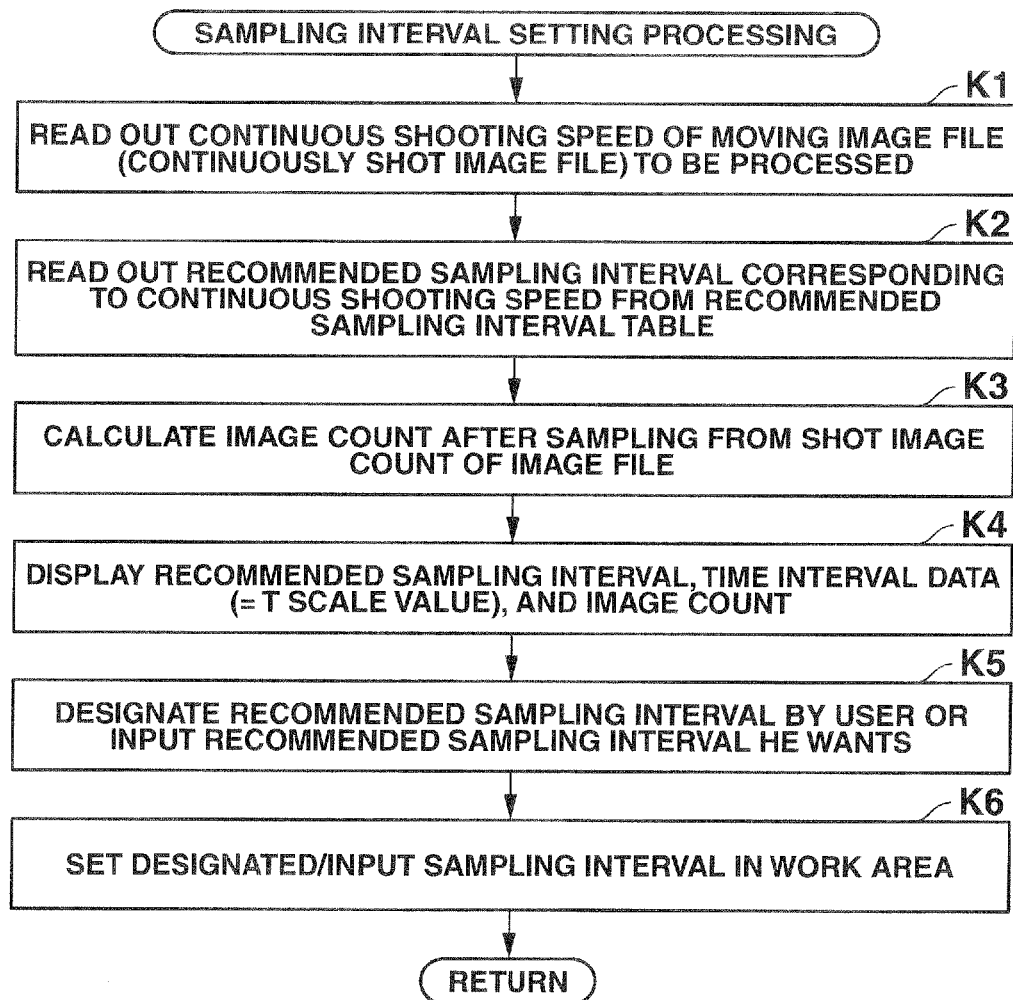 SAMPLING INTERVAL SETTING PROCESSING
K1
READ OUT CONTINUOUS SHOOTING SPEED OF MOVING IMAGE FILE
(CONTINUOUSLY SHOT IMAGE FILE) TO BE PROCESSED
K2
READ OUT RECOMMENDED SAMPLING INTERVAL CORRESPONDING
TO CONTINUOUS SHOOTING SPEED FROM RECOMMENDED
SAMPLING INTERVAL TABLE
K3
CALCULATE IMAGE COUNT AFTER SAMPLING FROM SHOT IMAGE
COUNT OF IMAGE FILE
K4
DISPLAY RECOMMENDED SAMPLING INTERVAL, TIME INTERVAL DATA
(= T SCALE VALUE), AND IMAGE COUNT
K5
DESIGNATE RECOMMENDED SAMPLING INTERVAL BY USER OR
INPUT RECOMMENDED SAMPLING INTERVAL HE WANTS
K6
SET DESIGNATED/INPUT SAMPLING INTERVAL IN WORK AREA
RETURN